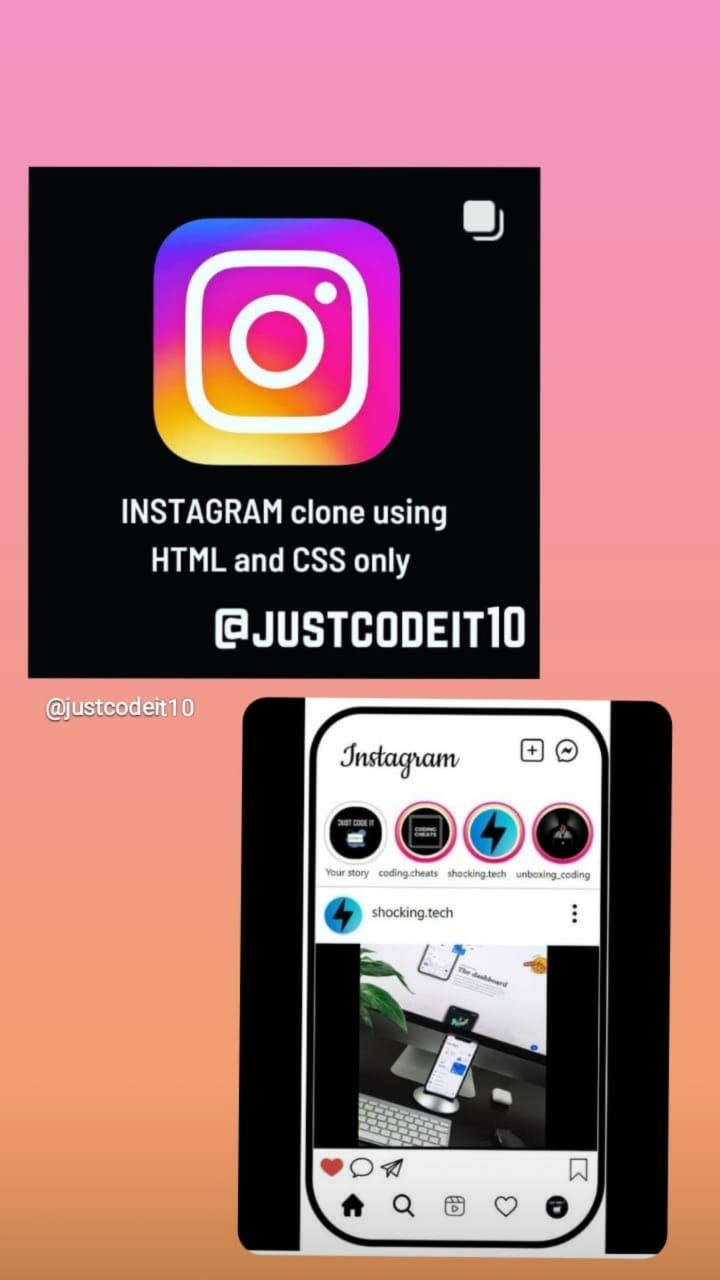 INSTAGRAM clone using
HTML and CSS only
@JUSTCODEIT10
@justcodeit10
Instagram
JUST CODE IT
CODING
CHEATS
Your story coding.cheats shocking.tech unboxing_coding
shocking.tech
The dashboard